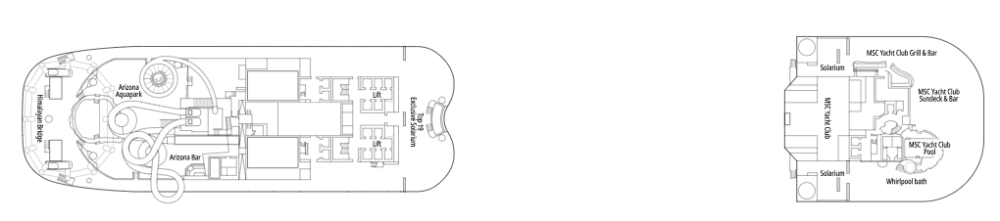 Himalayan Bridge
Arizona
Aquapark
Arizona Bar
Lift
Lift
Top 19
Exclusive Solarium
Solarium
MSC Yacht Club Grill & Bar
MSC Yacht Club
Sundeck & Bar
MSC Yacht Club
MSC Yacht Club
Pool
Solarium
Whirlpool bath